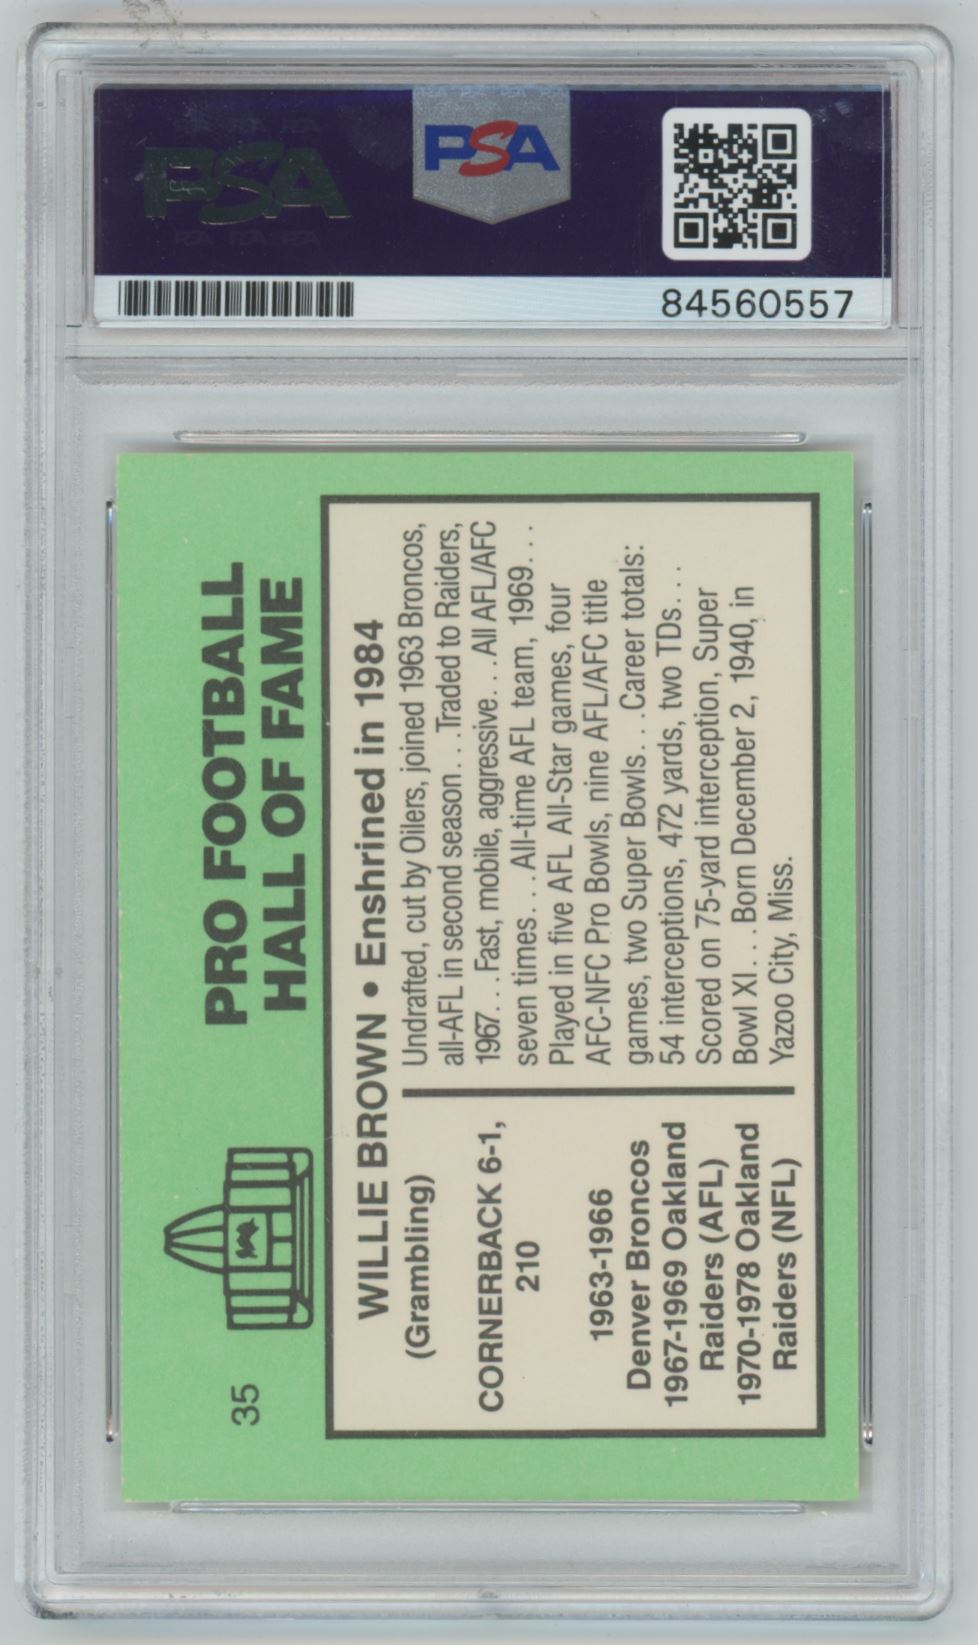 PSA
PSA
84560557
35
PRO FOOTBALL
HALL OF FAME
WILLIE BROWN • Enshrined in 1984
(Grambling)
CORNERBACK 6-1,
210
1963-1966
Denver Broncos
1967-1969 Oakland
Raiders (AFL)
1970-1978 Oakland
Raiders (NFL)
Undrafted, cut by Oilers, joined 1963 Broncos,
all-AFL in second season. . .Traded to Raiders,
1967. . .Fast, mobile, aggressive. . .All AFL/AFC
seven times. . .All-time AFL team, 1969. . .
Played in five AFL All-Star games, four
AFC-NFC Pro Bowls, nine AFL/AFC title
games, two Super Bowls. . .Career totals:
54 interceptions, 472 yards, two TDs. . .
Scored on 75-yard interception, Super
Bowl XI. . .Born December 2, 1940, in
Yazoo City, Miss.